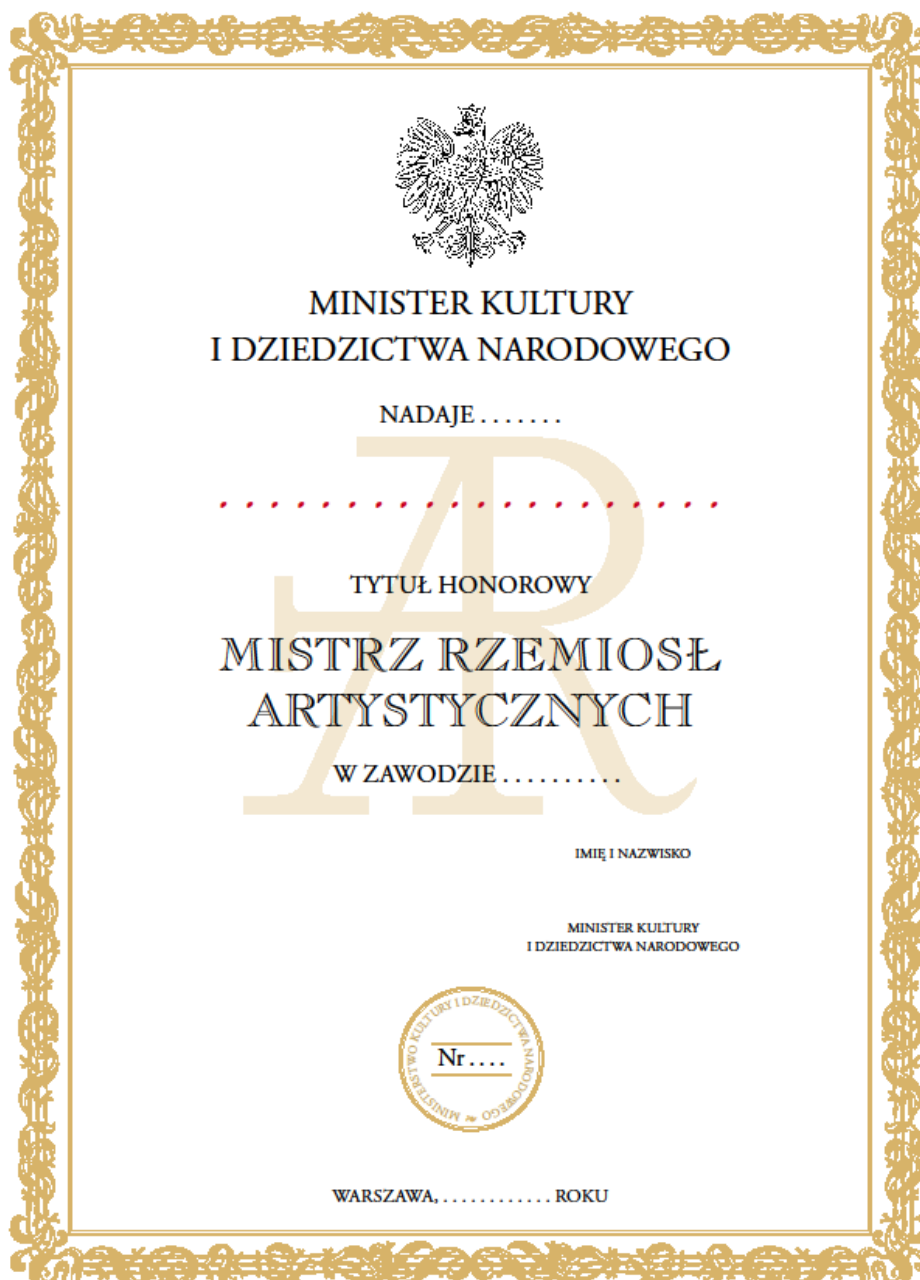 MINISTER KULTURY
I DZIEDZICTWA NARODOWEGO
NADAJE . . . . . . .
. . . . . . . . . . . . . . . . . . . .
TYTUŁ HONOROWY
MISTRZ RZEMIOSŁ
ARTYSTYCZNYCH
W ZAWODZIE . . . . . . . . . .
AR
IMIĘ I NAZWISKO
MINISTER KULTURY
I DZIEDZICTWA NARODOWEGO
MINISTERSTWO KULTURY I DZIEDZICTWA NARODOWEGO
Nr . . . .
WARSZAWA, . . . . . . . . . . . . ROKU